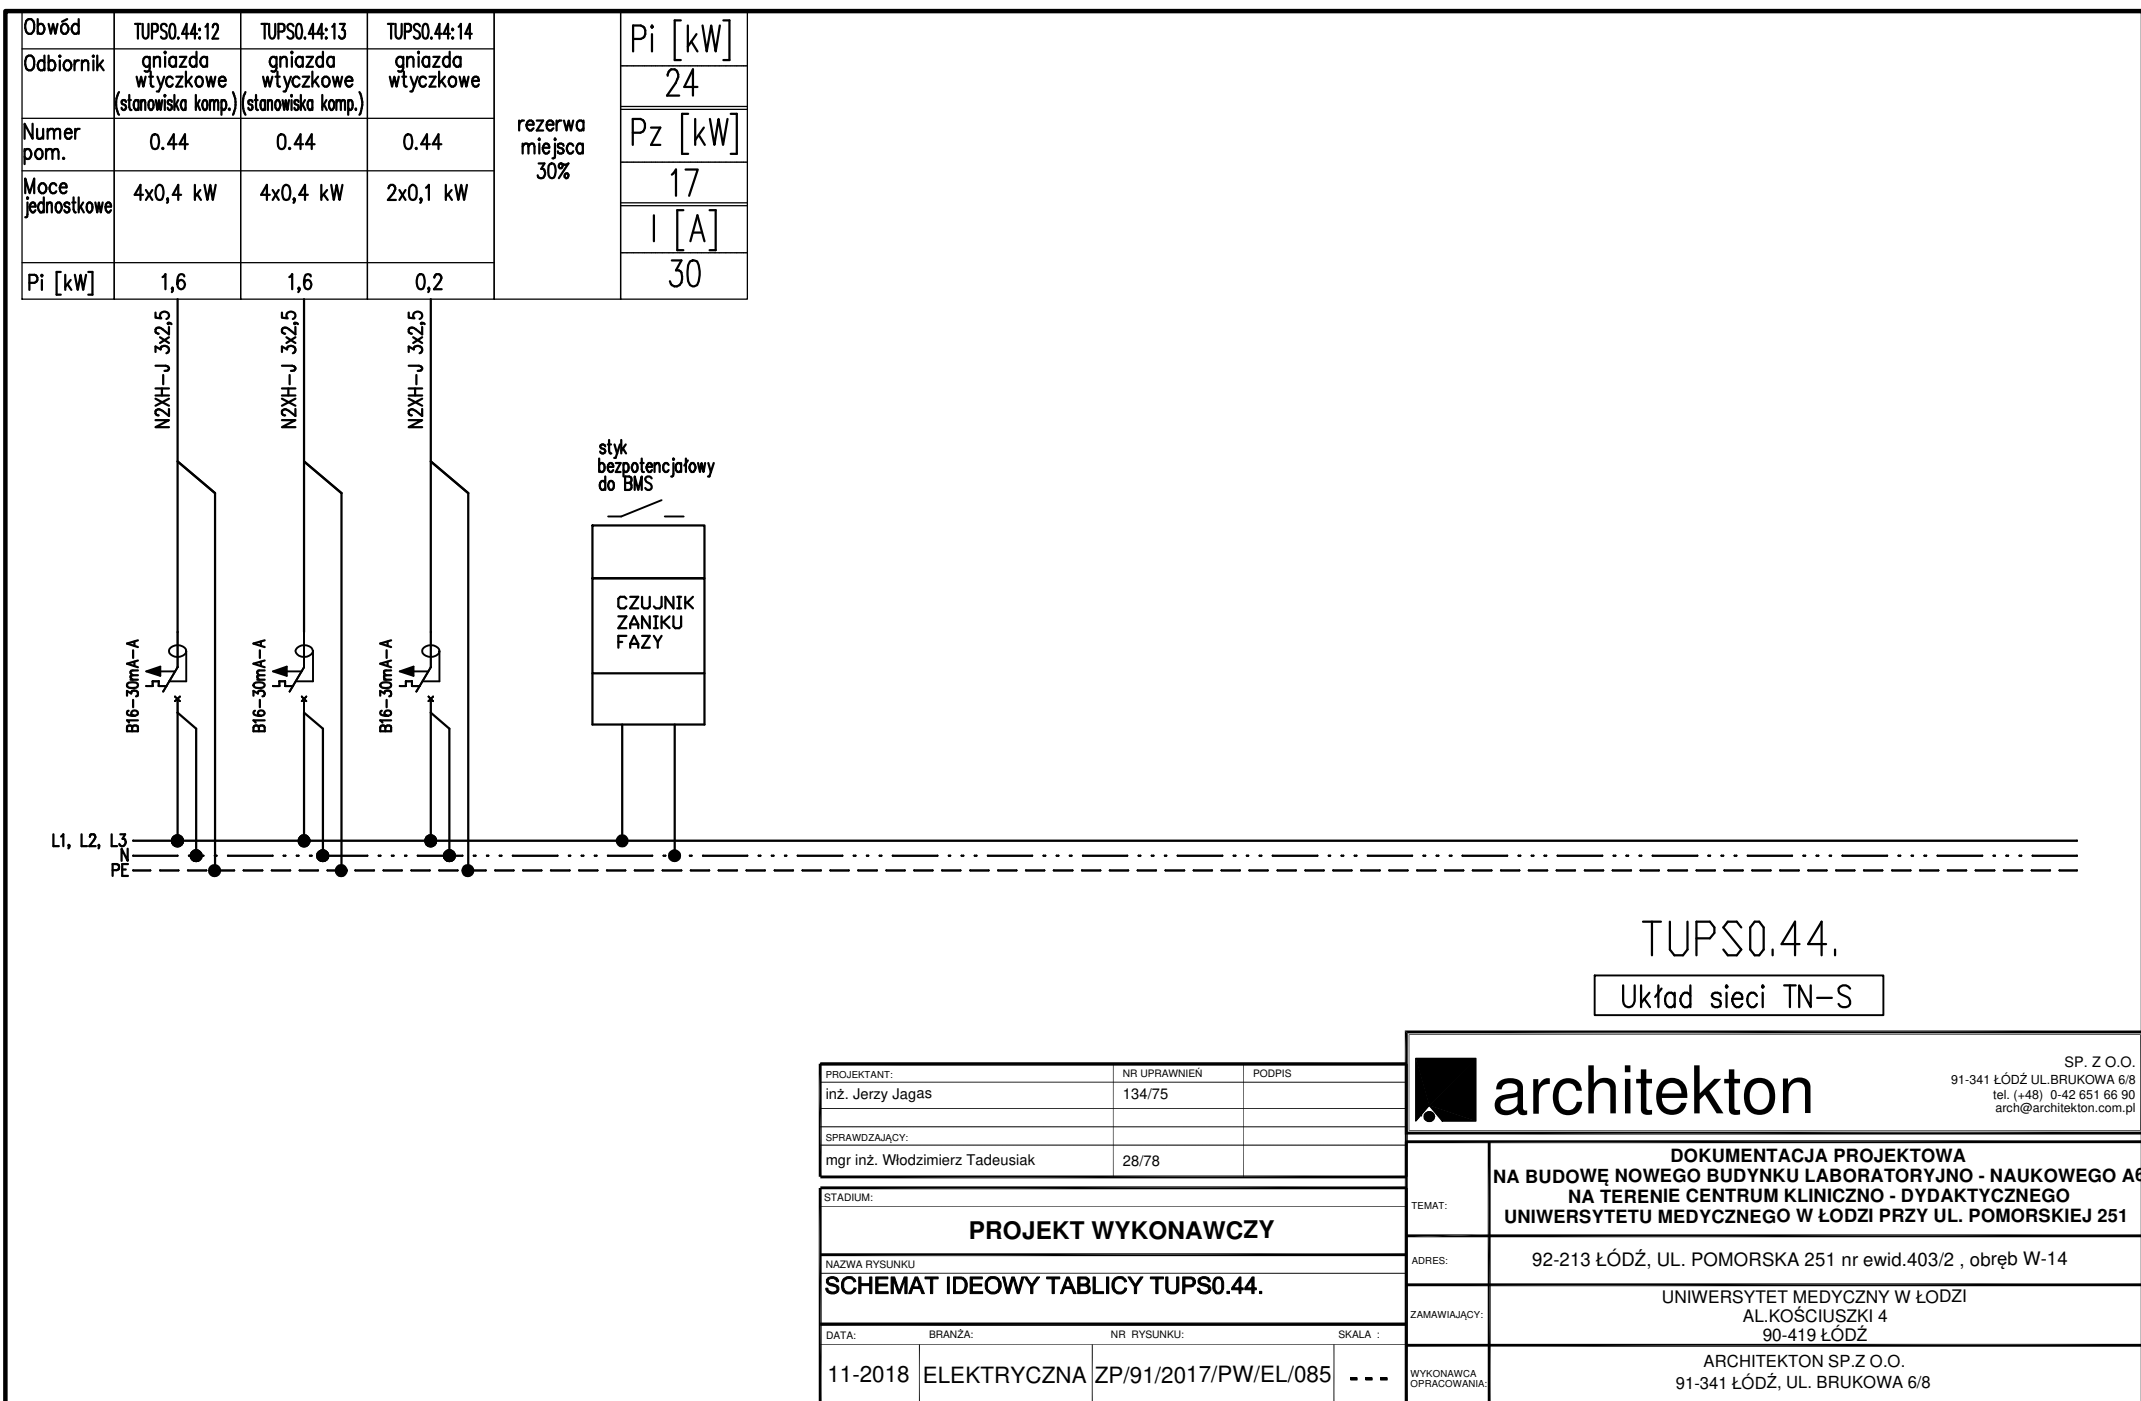 Obwód TUPS0.44:12 TUPS0.44:13 TUPS0.44:14
Odbiornik gniazda wtyczkowe (stanowiska komp.) gniazda wtyczkowe (stanowiska komp.) gniazda wtyczkowe
Numer pom. 0.44 0.44 0.44
Moce jednostkowe 4x0,4 kW 4x0,4 kW 2x0,1 kW
Pi [kW] 1,6 1,6 0,2
rezerwa
miejsca
30%
Pi [kW]
24
Pz [kW]
17
I [A]
30
N2XH-J 3x2,5
N2XH-J 3x2,5
N2XH-J 3x2,5
styk
bezpotencjałowy
do BMS
CZUJNIK
ZANIKU
FAZY
B16-30mA-A
B16-30mA-A
B16-30mA-A
L1, L2, L3
N
PE
TUPS0.44.
Układ sieci TN-S
PROJEKTANT: NR UPRAWNIEŃ PODPIS
inż. Jerzy Jagas 134/75
SPRAWDZAJĄCY:
mgr inż. Włodzimierz Tadeusiak 28/78
STADIUM:
PROJEKT WYKONAWCZY
NAZWA RYSUNKU
SCHEMAT IDEOWY TABLICY TUPS0.44.
DATA: BRANŻA: NR RYSUNKU: SKALA :
11-2018 ELEKTRYCZNA ZP/91/2017/PW/EL/085 ---
architekton
SP. Z O.O.
91-341 ŁÓDŹ UL.BRUKOWA 6/8
tel. (+48) 0-42 651 66 90
arch@architekton.com.pl
TEMAT:
DOKUMENTACJA PROJEKTOWA
NA BUDOWĘ NOWEGO BUDYNKU LABORATORYJNO - NAUKOWEGO A6
NA TERENIE CENTRUM KLINICZNO - DYDAKTYCZNEGO
UNIWERSYTETU MEDYCZNEGO W ŁODZI PRZY UL. POMORSKIEJ 251
ADRES:
92-213 ŁÓDŹ, UL. POMORSKA 251 nr ewid.403/2 , obręb W-14
ZAMAWIAJĄCY:
UNIWERSYTET MEDYCZNY W ŁODZI
AL.KOŚCIUSZKI 4
90-419 ŁÓDŹ
WYKONAWCA
OPRACOWANIA:
ARCHITEKTON SP.Z O.O.
91-341 ŁÓDŹ, UL. BRUKOWA 6/8